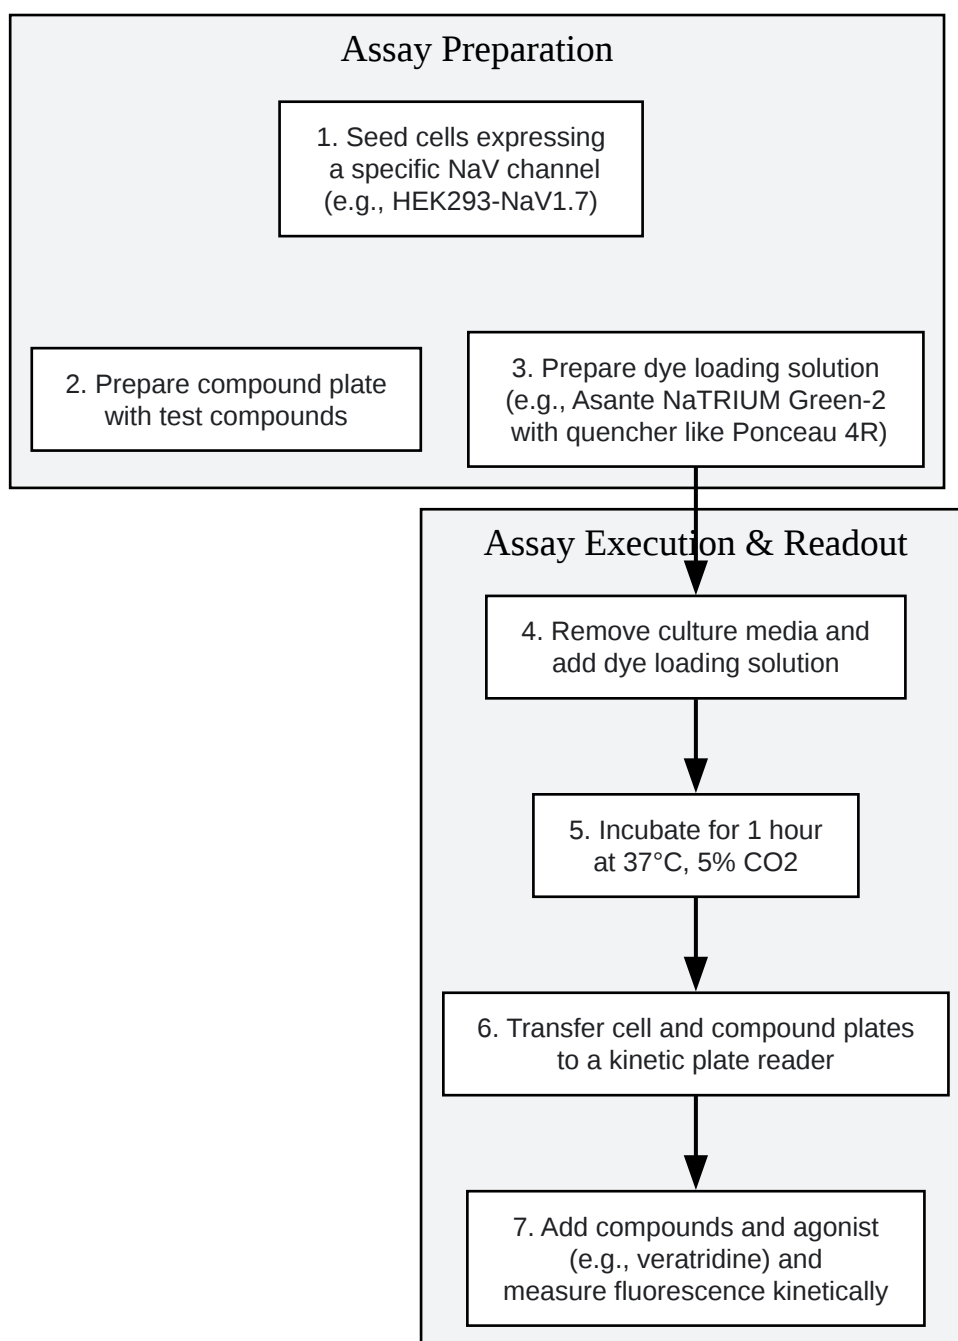 Assay Preparation
1. Seed cells expressing
a specific NaV channel
(e.g., HEK293-NaV1.7)
2. Prepare compound plate
with test compounds
3. Prepare dye loading solution
(e.g., Asante NaTRIUM Green-2
with quencher like Ponceau 4R)
Assay Execution & Readout
4. Remove culture media and
add dye loading solution
5. Incubate for 1 hour
at 37°C, 5% CO2
6. Transfer cell and compound plates
to a kinetic plate reader
7. Add compounds and agonist
(e.g., veratridine) and
measure fluorescence kinetically